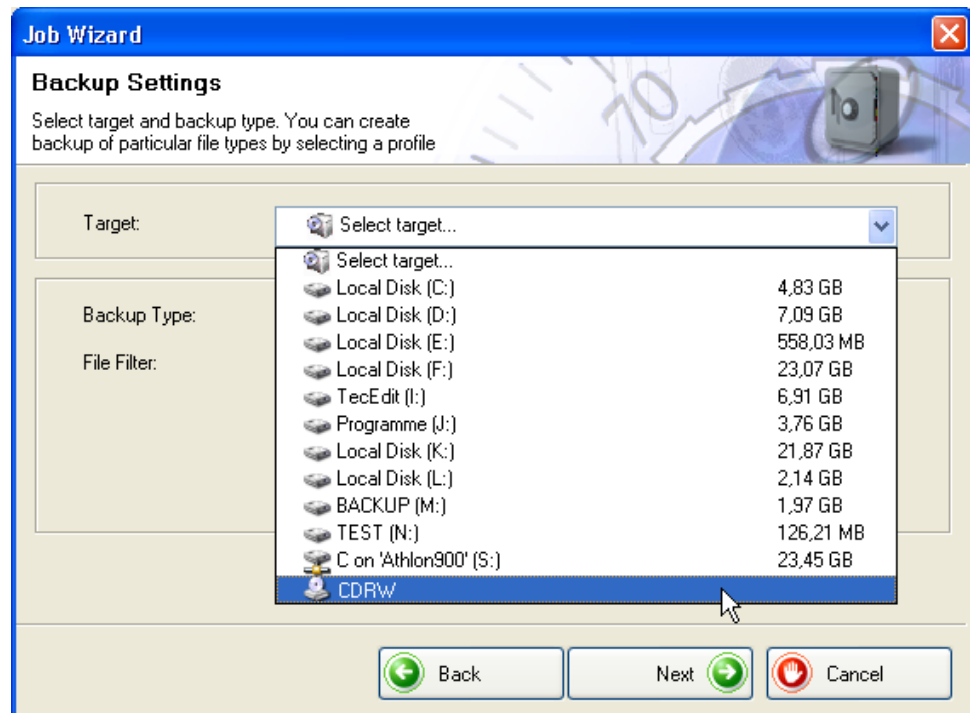 Job Wizard
Backup Settings
Select target and backup type. You can create
backup of particular file types by selecting a profile
Target:
Select target...
Select target...
Local Disk (C:) 4,83 GB
Local Disk (D:) 7,09 GB
Backup Type:
Local Disk (E:) 558,03 MB
File Filter:
Local Disk (F:) 23,07 GB
TecEdit (I:) 6,91 GB
Programme (J:) 3,76 GB
Local Disk (K:) 21,87 GB
Local Disk (L:) 2,14 GB
BACKUP (M:) 1,97 GB
TEST (N:) 126,21 MB
C on 'Athlon900' (S:) 23,45 GB
CDRW
Back Next Cancel
70